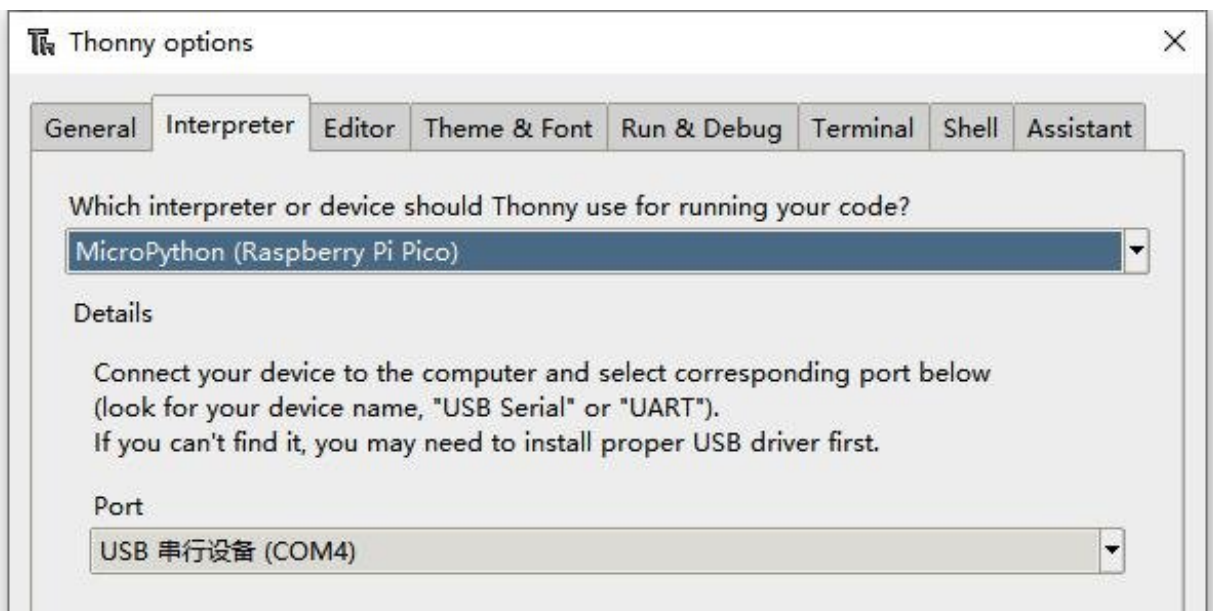 Thonny options
General Interpreter Editor Theme & Font Run & Debug Terminal Shell Assistant
Which interpreter or device should Thonny use for running your code?
MicroPython (Raspberry Pi Pico)
Details
Connect your device to the computer and select corresponding port below
(look for your device name, "USB Serial" or "UART").
If you can't find it, you may need to install proper USB driver first.
Port
USB 串行设备 (COM4)